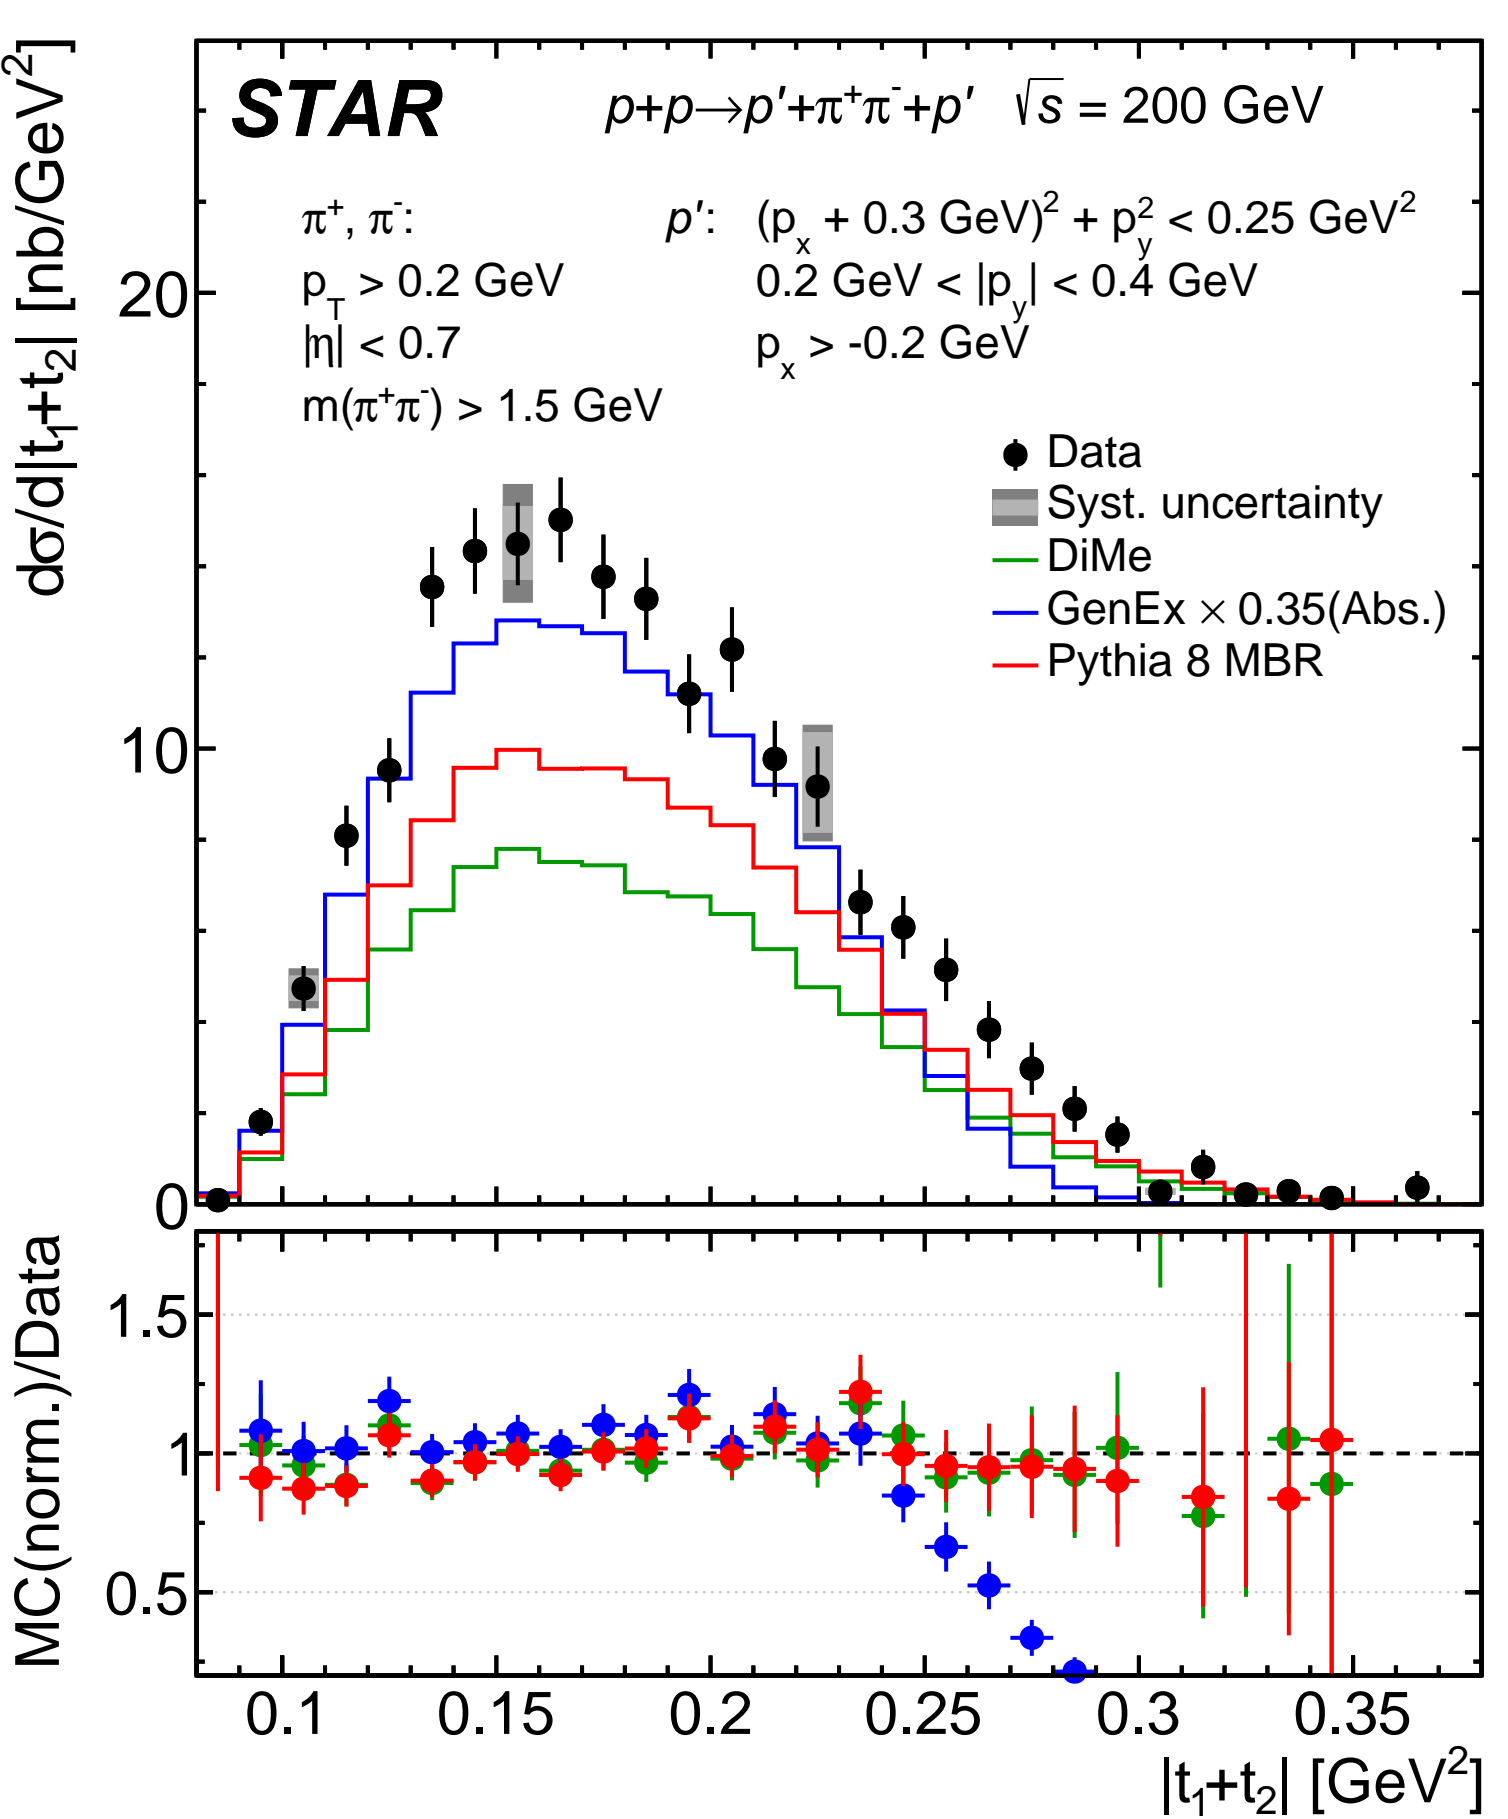 STAR p+p→p′+π⁺π⁻+p′ √s = 200 GeV
π⁺, π⁻: p′: (pₓ + 0.3 GeV)² + p_y² < 0.25 GeV²
p_T > 0.2 GeV 0.2 GeV < |p_y| < 0.4 GeV
|η| < 0.7 pₓ > -0.2 GeV
m(π⁺π⁻) > 1.5 GeV
Data
Syst. uncertainty
DiMe
GenEx × 0.35(Abs.)
Pythia 8 MBR
dσ/d|t₁+t₂| [nb/GeV²]
20
10
0
MC(norm.)/Data
1.5
1
0.5
0.1 0.15 0.2 0.25 0.3 0.35
|t₁+t₂| [GeV²]